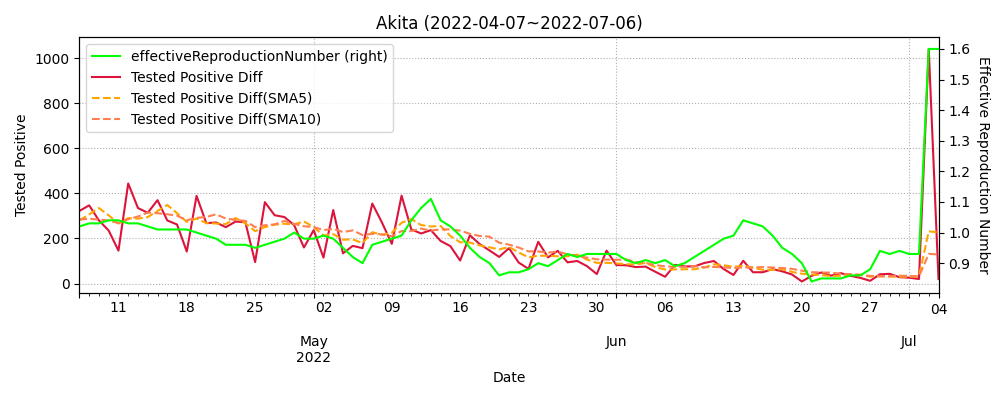 Akita (2022-04-07~2022-07-06)
effectiveReproductionNumber (right)
Tested Positive Diff
Tested Positive Diff(SMA5)
Tested Positive Diff(SMA10)
Tested Positive
1000
800
600
400
200
0
1.6
1.5
1.4
1.3
1.2
1.1
1.0
0.9
Effective Reproduction Number
11 18 25 02 09 16 23 30 06 13 20 27 04
May Jun Jul
2022
Date